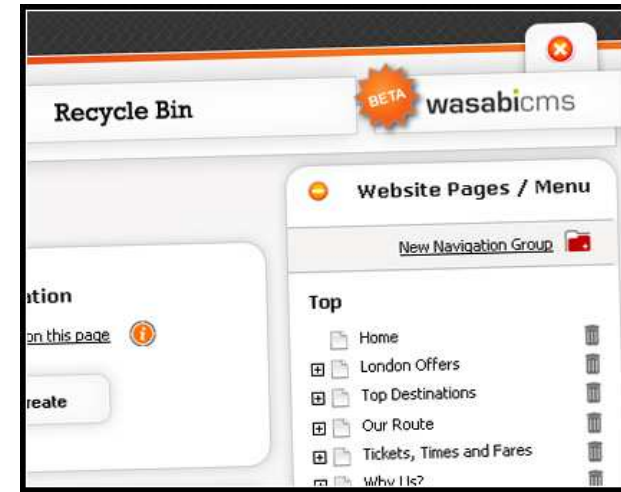 Recycle Bin
BETA
wasabicms
Website Pages / Menu
New Navigation Group
ation
on this page
reate
Top
Home
London Offers
Top Destinations
Our Route
Tickets, Times and Fares
Why Us?